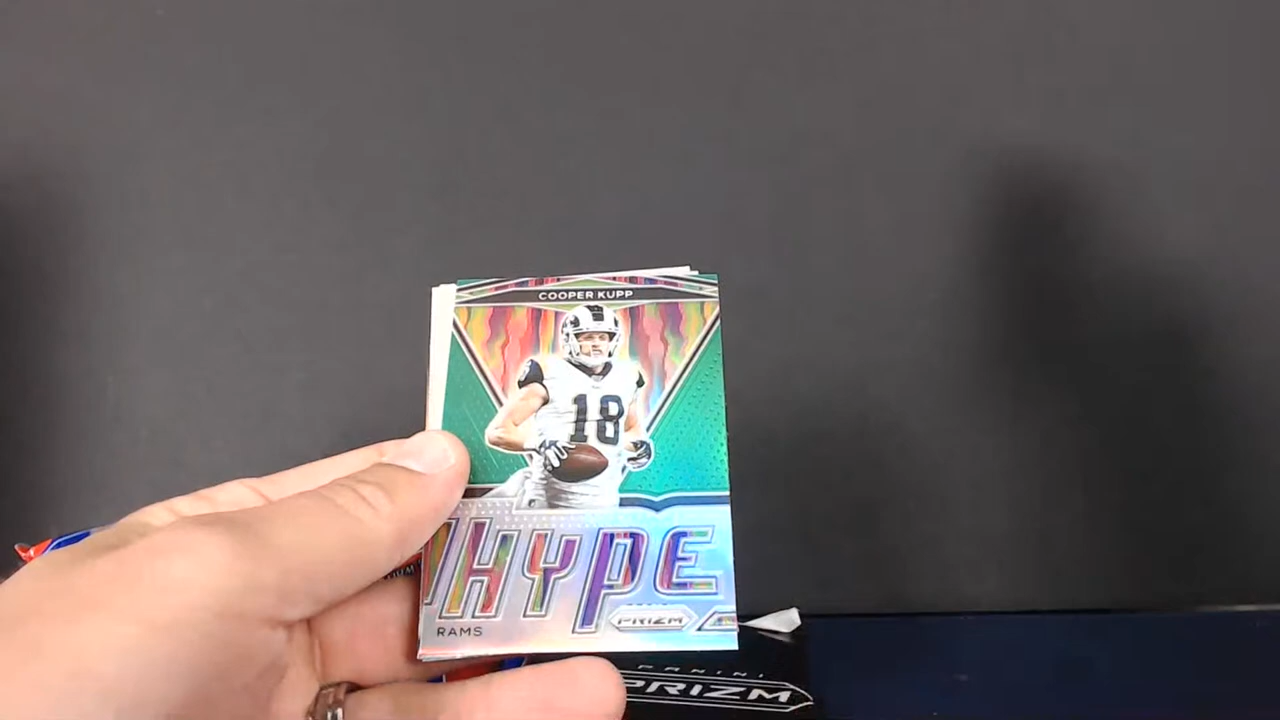 COOPER KUPP
18
HYPE
PRIZM
RAMS
PANINI
PRIZM